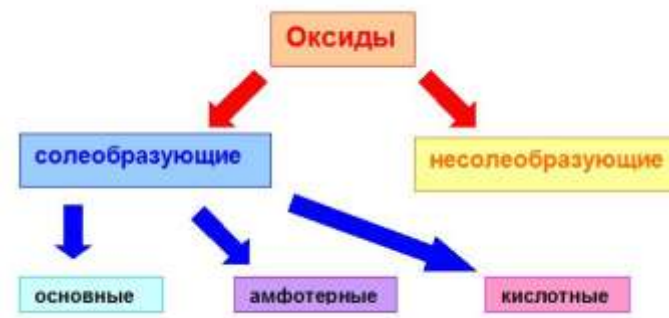 Оксиды
солеобразующие
несолеобразующие
основные
амфотерные
кислотные